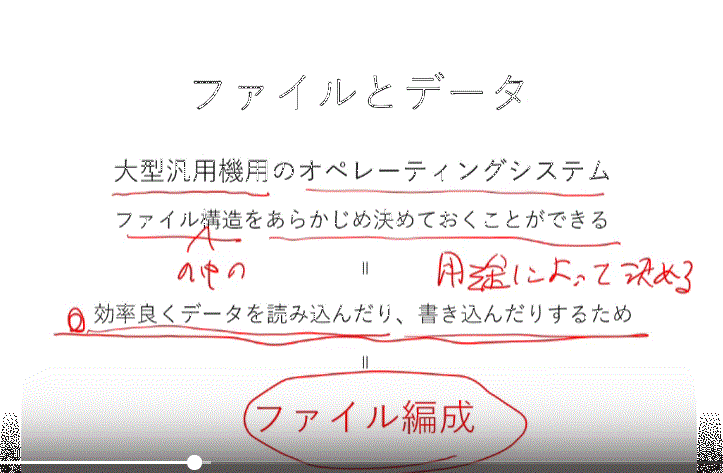 ファイルとデータ
大型汎用機用のオペレーティングシステム
ファイル構造をあらかじめ決めておくことができる
の中の
||
用途によって決める
効率良くデータを読み込んだり、書き込んだりするため
||
ファイル編成